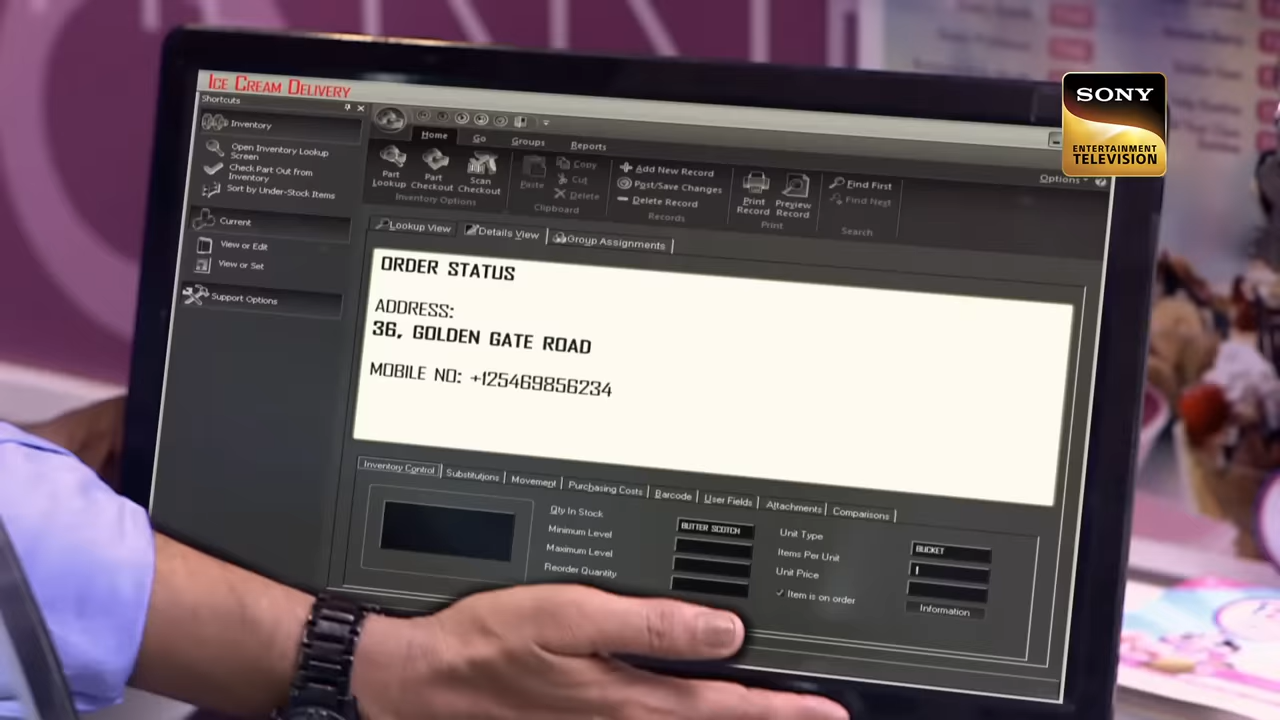 ICE CREAM DELIVERY
Shortcuts
Inventory
Open Inventory Lookup
Screen
Check Part Out from
Inventory
Sort by Under-Stock Items
Current
View or Edit
View or Set
Support Options
Home
Go
Groups
Reports
Options
Part
Lookup
Part
Checkout
Scan
Checkout
Inventory Options
Paste
Copy
Cut
Delete
Clipboard
Add New Record
Post/Save Changes
Delete Record
Records
Print
Record
Preview
Record
Print
Find First
Find Next
Search
Lookup View
Details View
Group Assignments
ORDER STATUS
ADDRESS:
36, GOLDEN GATE ROAD
MOBILE NO: +125469856234
Inventory Control
Substitutions
Movement
Purchasing Costs
Barcode
User Fields
Attachments
Comparisons
Qty In Stock
BUTTER SCOTCH
Minimum Level
Maximum Level
Reorder Quantity
Unit Type
BUCKET
Items Per Unit
1
Unit Price
Item is on order
Information
SONY
ENTERTAINMENT
TELEVISION